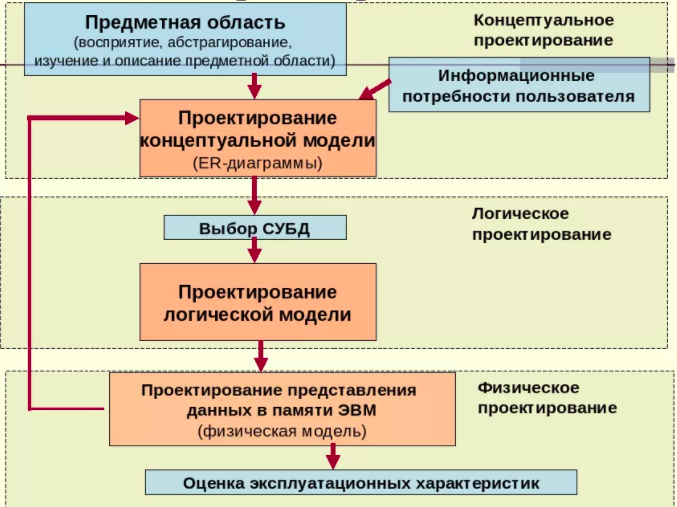 Предметная область
(восприятие, абстрагирование,
изучение и описание предметной области)
Концептуальное
проектирование
Информационные
потребности пользователя
Проектирование
концептуальной модели
(ER-диаграммы)
Выбор СУБД
Логическое
проектирование
Проектирование
логической модели
Проектирование представления
данных в памяти ЭВМ
(физическая модель)
Физическое
проектирование
Оценка эксплуатационных характеристик